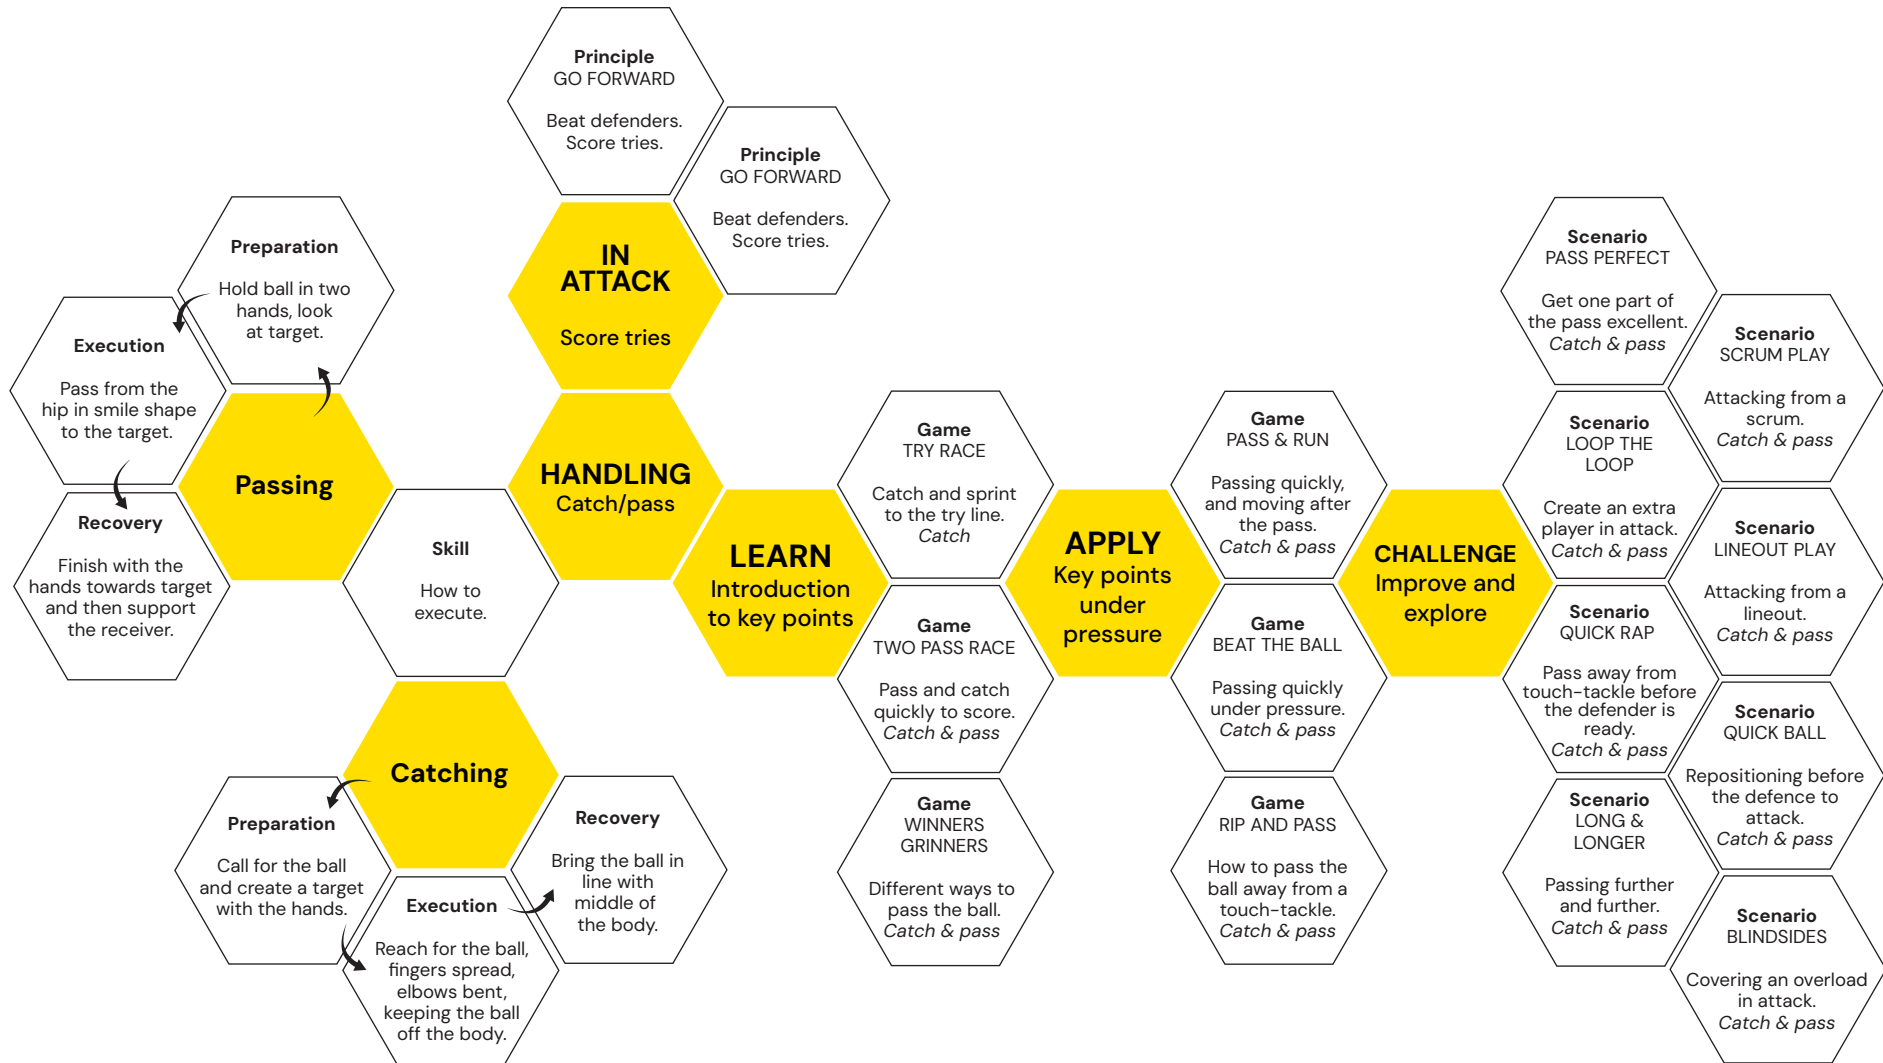 Principle
GO FORWARD
Beat defenders.
Score tries.
Principle
GO FORWARD
Beat defenders.
Score tries.
IN
ATTACK
Score tries
Preparation
Hold ball in two
hands, look
at target.
Execution
Pass from the
hip in smile shape
to the target.
Recovery
Finish with the
hands towards target
and then support
the receiver.
Passing
Skill
How to
execute.
HANDLING
Catch/pass
Catching
Preparation
Call for the ball
and create a target
with the hands.
Execution
Reach for the ball,
fingers spread,
elbows bent,
keeping the ball
off the body.
Recovery
Bring the ball in
line with
middle of
the body.
LEARN
Introduction
to key points
Game
TRY RACE
Catch and sprint
to the try line.
Catch
Game
TWO PASS RACE
Pass and catch
quickly to score.
Catch & pass
Game
WINNERS
GRINNERS
Different ways to
pass the ball.
Catch & pass
APPLY
Key points
under
pressure
Game
PASS & RUN
Passing quickly,
and moving after
the pass.
Catch & pass
Game
BEAT THE BALL
Passing quickly
under pressure.
Catch & pass
Game
RIP AND PASS
How to pass the
ball away from a
touch-tackle.
Catch & pass
CHALLENGE
Improve and
explore
Scenario
PASS PERFECT
Get one part of
the pass excellent.
Catch & pass
Scenario
LOOP THE
LOOP
Create an extra
player in attack.
Catch & pass
Scenario
QUICK RAP
Pass away from
touch-tackle before
the defender is
ready.
Catch & pass
Scenario
LONG &
LONGER
Passing further
and further.
Catch & pass
Scenario
SCRUM PLAY
Attacking from a
scrum.
Catch & pass
Scenario
LINEOUT PLAY
Attacking from a
lineout.
Catch & pass
Scenario
QUICK BALL
Repositioning before
the defence to
attack.
Catch & pass
Scenario
BLINDSIDES
Covering an overload
in attack.
Catch & pass